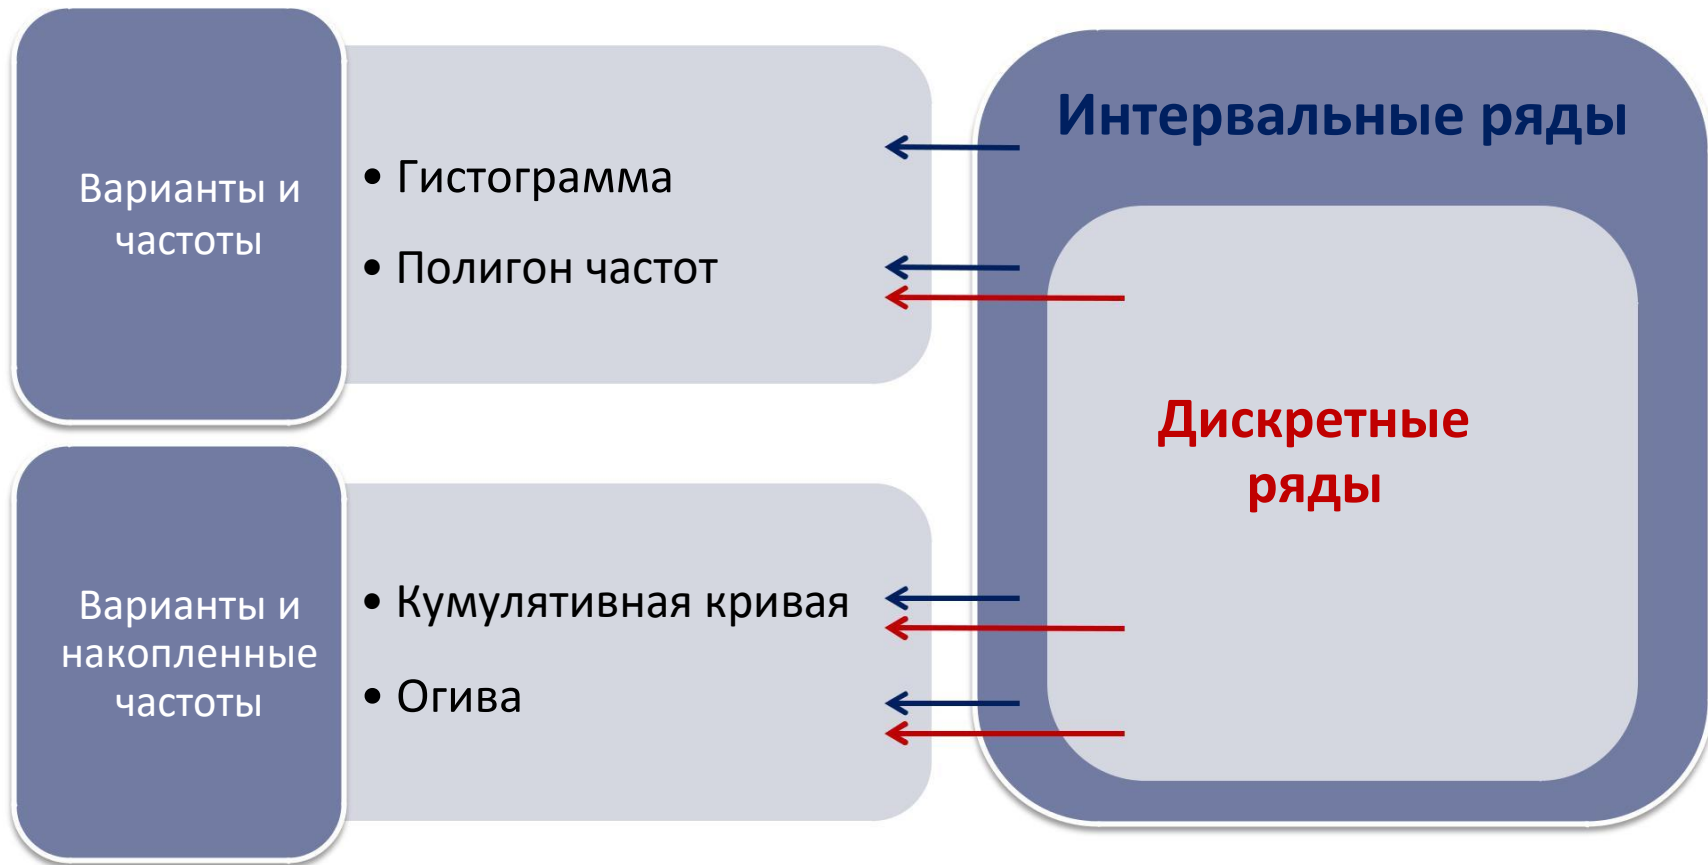 Варианты и
частоты
• Гистограмма
• Полигон частот
Варианты и
накопленные
частоты
• Кумулятивная кривая
• Огива
Интервальные ряды
Дискретные
ряды